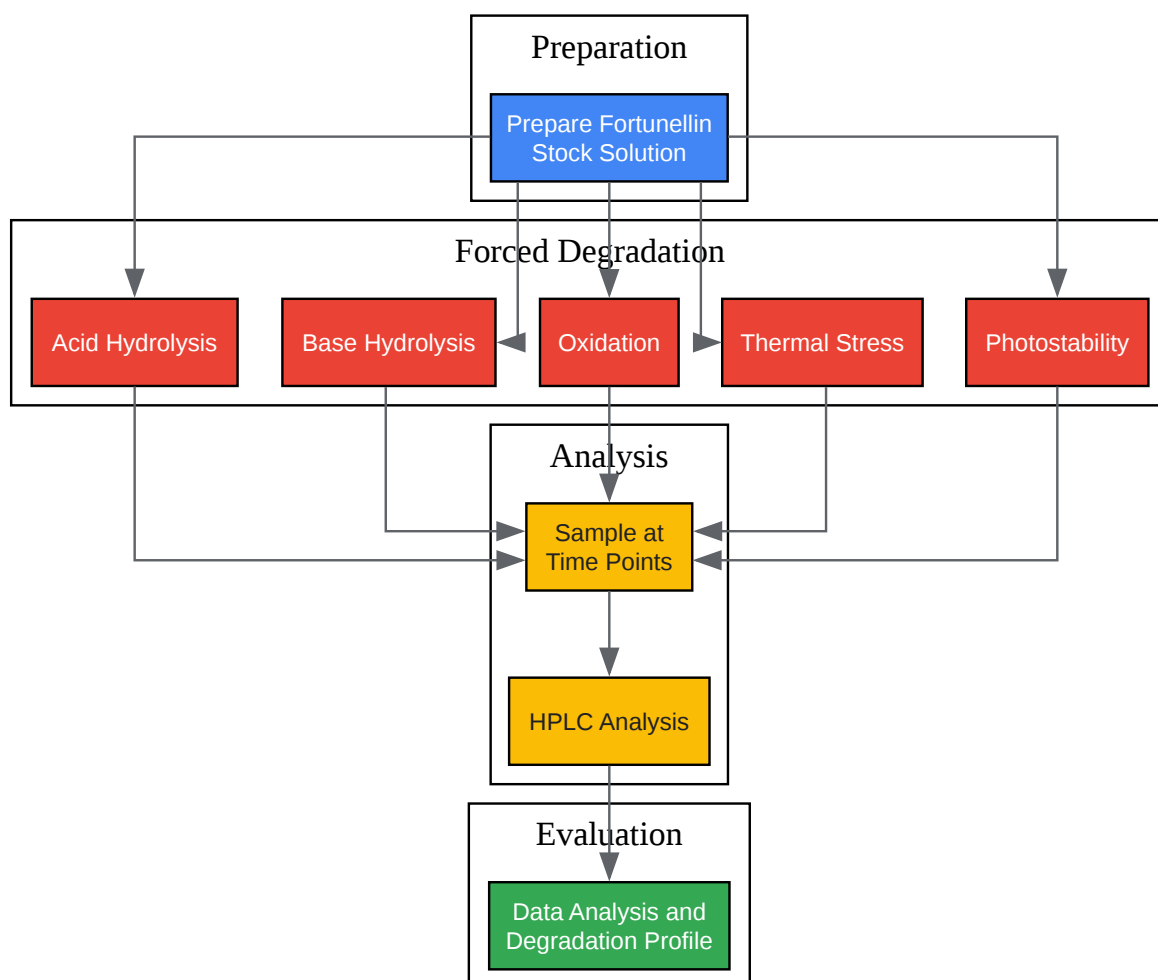 Preparation
Prepare Fortunellin
Stock Solution
Forced Degradation
Acid Hydrolysis
Base Hydrolysis
Oxidation
Thermal Stress
Photostability
Analysis
Sample at
Time Points
HPLC Analysis
Evaluation
Data Analysis and
Degradation Profile